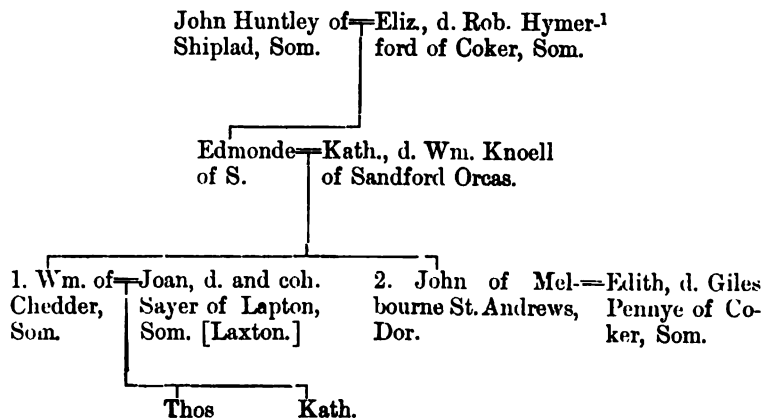 John Huntley of═Eliz., d. Rob. Hymer-¹
Shiplad, Som. ford of Coker, Som.
Edmonde═Kath., d. Wm. Knoell
of S. of Sandford Orcas.
1. Wm. of═Joan, d. and coh. 2. John of Mel-═Edith, d. Giles
Chedder, Sayer of Lapton, bourne St. Andrews, Pennye of Co-
Som. Som. [Laxton.] Dor. ker, Som.
Thos Kath.